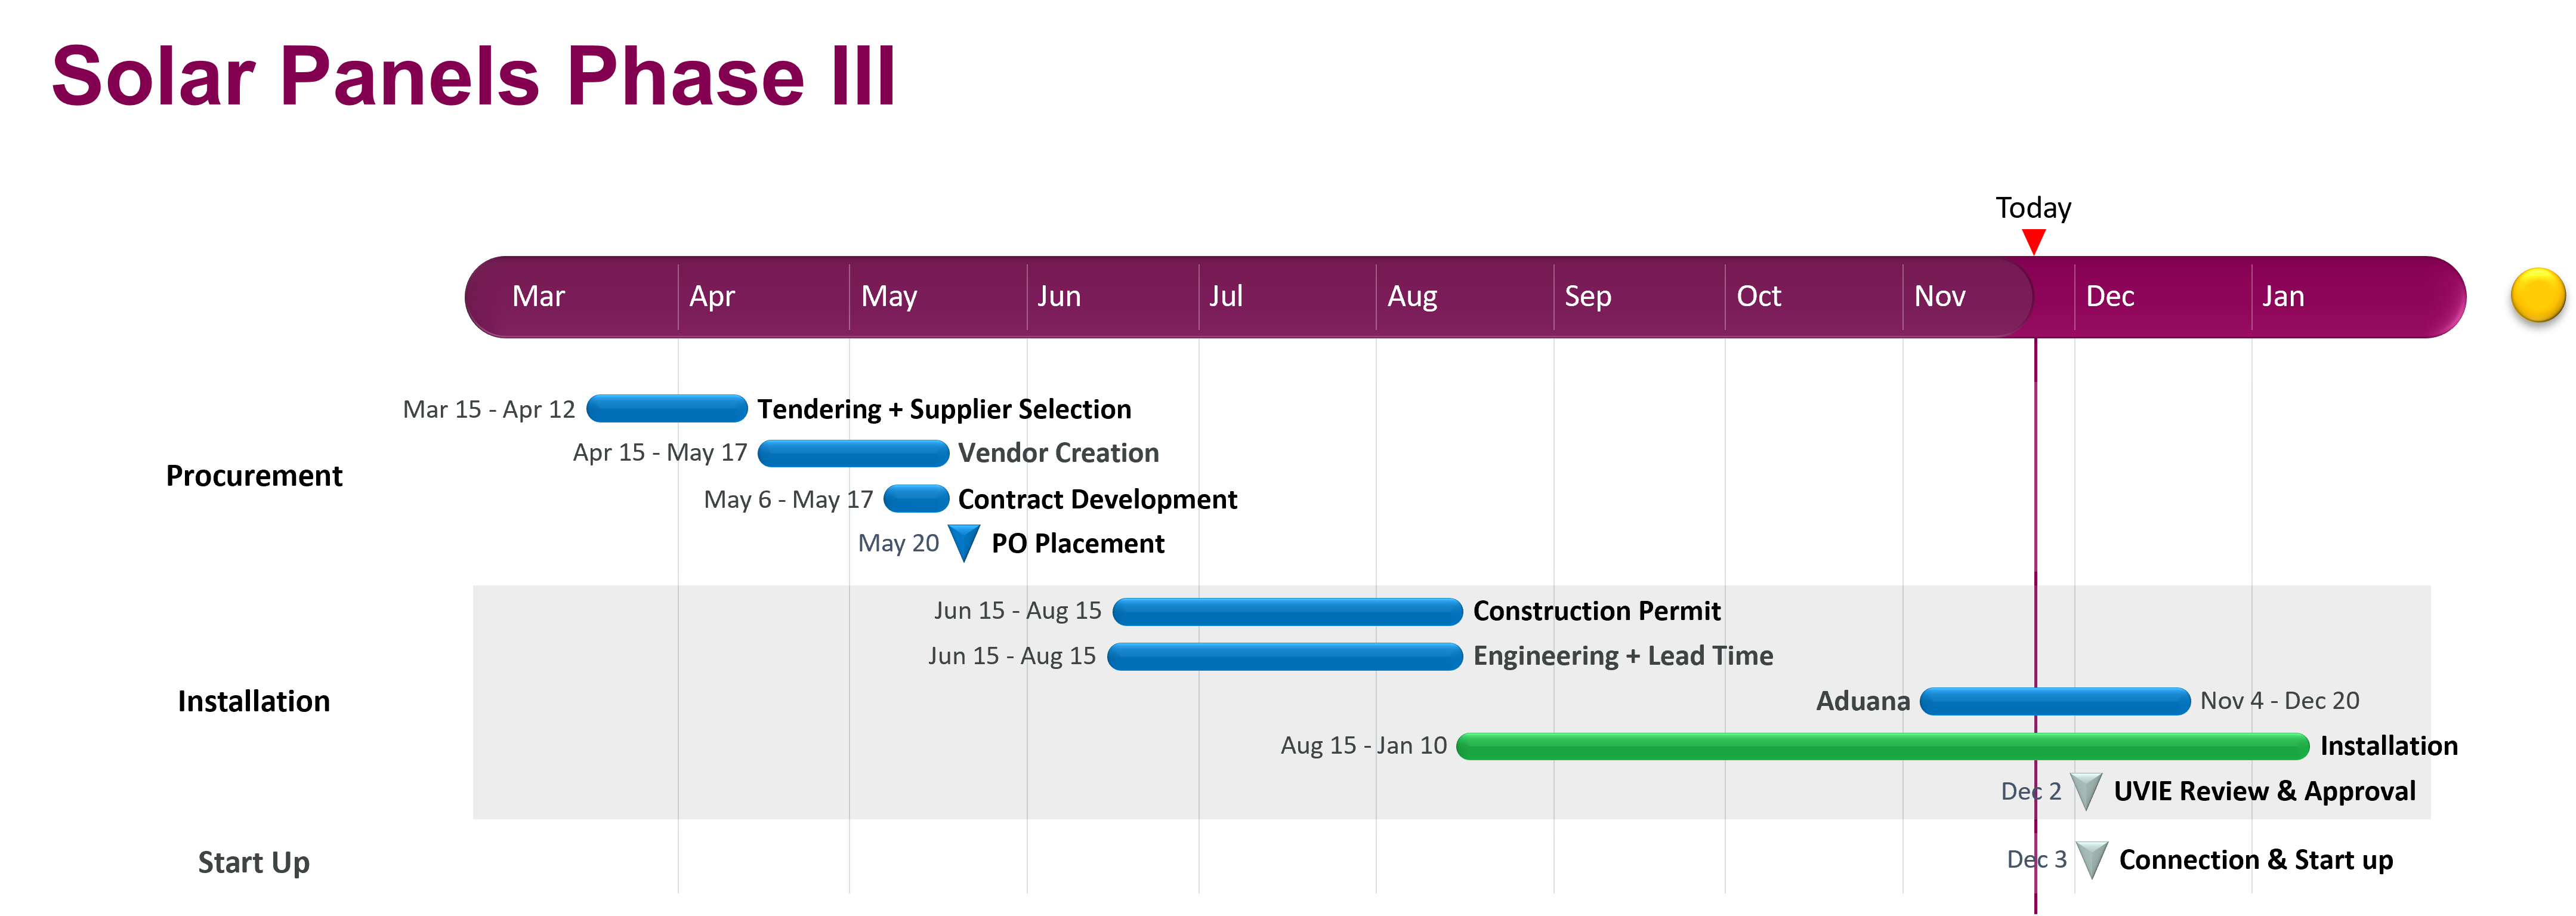 Solar Panels Phase III
Today
Mar Apr May Jun Jul Aug Sep Oct Nov Dec Jan
Procurement
Mar 15 - Apr 12 Tendering + Supplier Selection
Apr 15 - May 17 Vendor Creation
May 6 - May 17 Contract Development
May 20 PO Placement
Installation
Jun 15 - Aug 15 Construction Permit
Jun 15 - Aug 15 Engineering + Lead Time
Aduana Nov 4 - Dec 20
Aug 15 - Jan 10 Installation
Dec 2 UVIE Review & Approval
Start Up
Dec 3 Connection & Start up